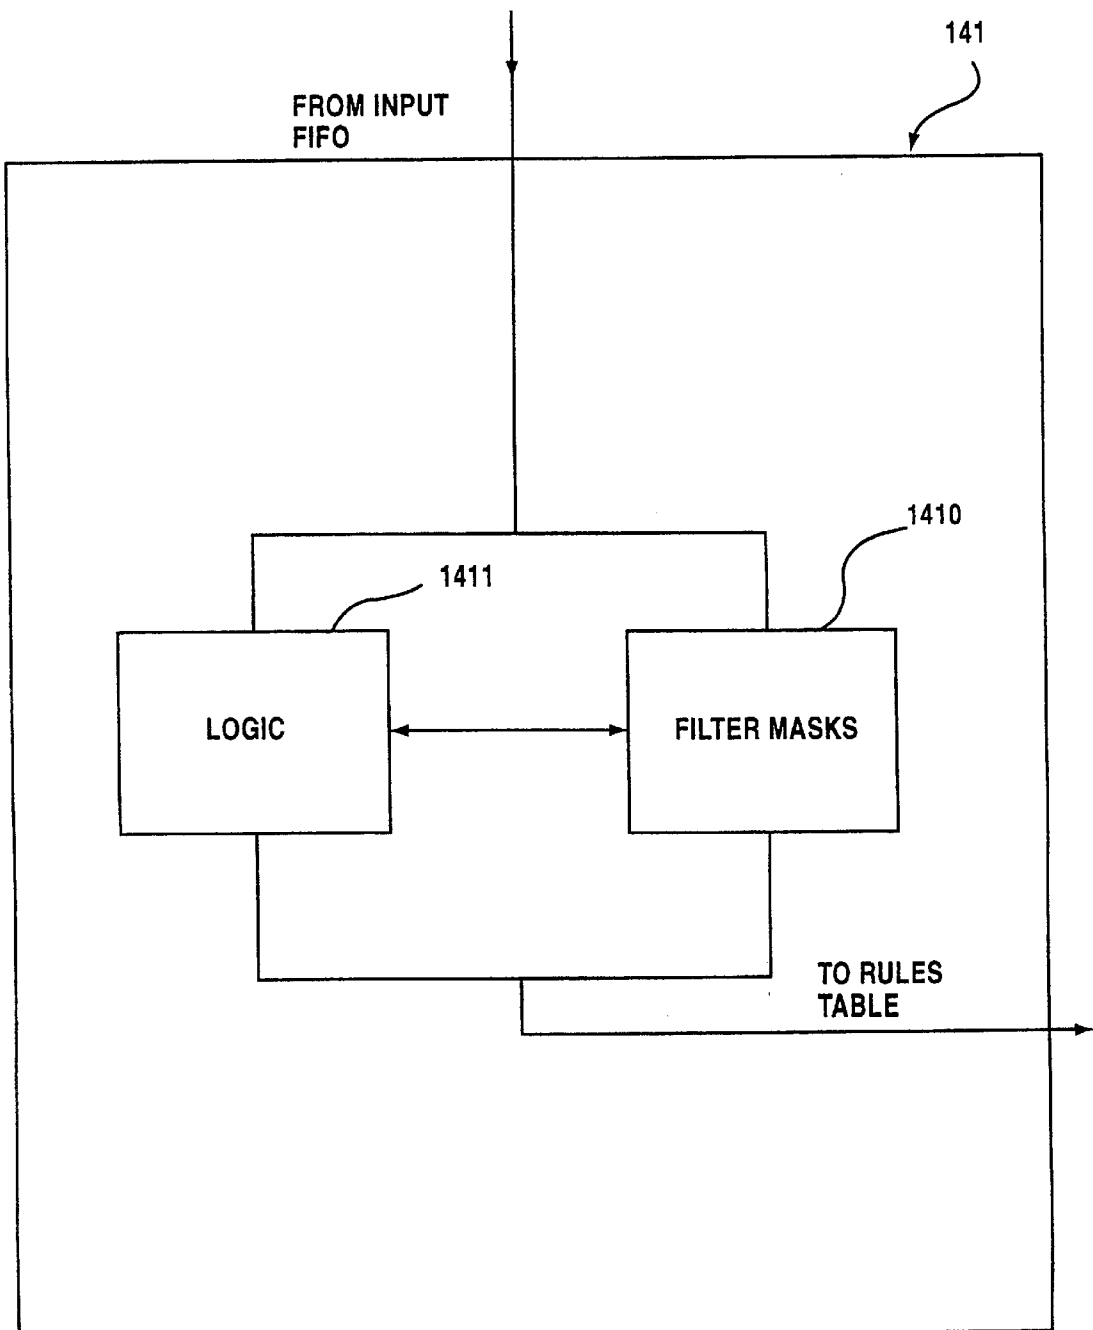 141
FROM INPUT
FIFO
1410
1411
LOGIC
FILTER MASKS
TO RULES
TABLE